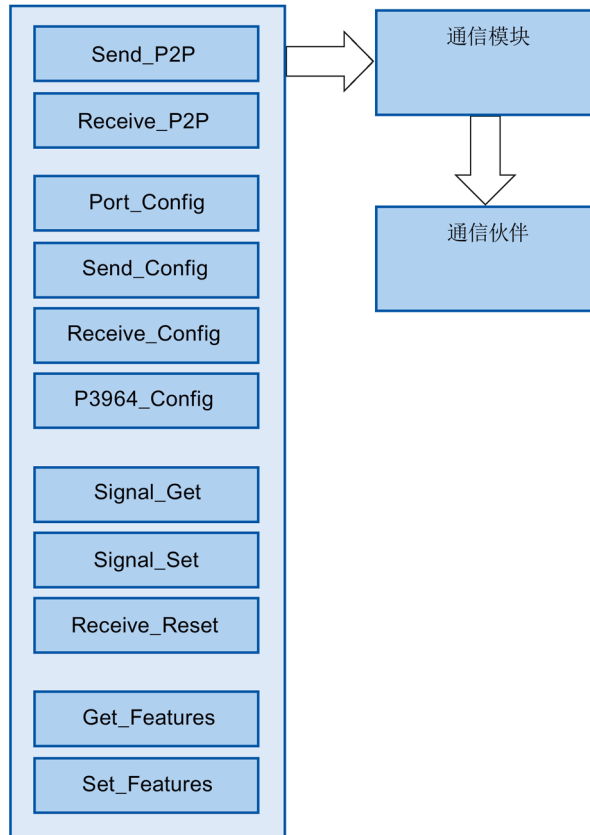 Send_P2P
Receive_P2P
Port_Config
Send_Config
Receive_Config
P3964_Config
Signal_Get
Signal_Set
Receive_Reset
Get_Features
Set_Features
通信模块
通信伙伴